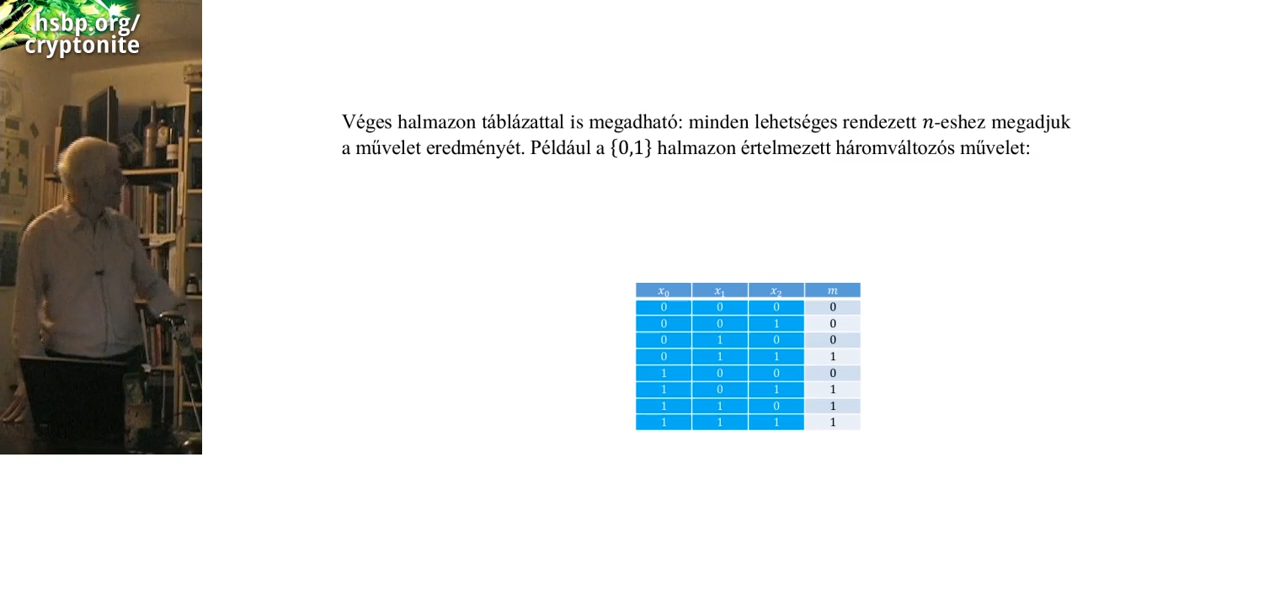 hsbp.org/
cryptonite
Véges halmazon táblázattal is megadható: minden lehetséges rendezett n-eshez megadjuk
a művelet eredményét. Például a {0,1} halmazon értelmezett háromváltozós művelet:
x₀ x₁ x₂ m
0 0 0 0
0 0 1 0
0 1 0 0
0 1 1 1
1 0 0 0
1 0 1 1
1 1 0 1
1 1 1 1